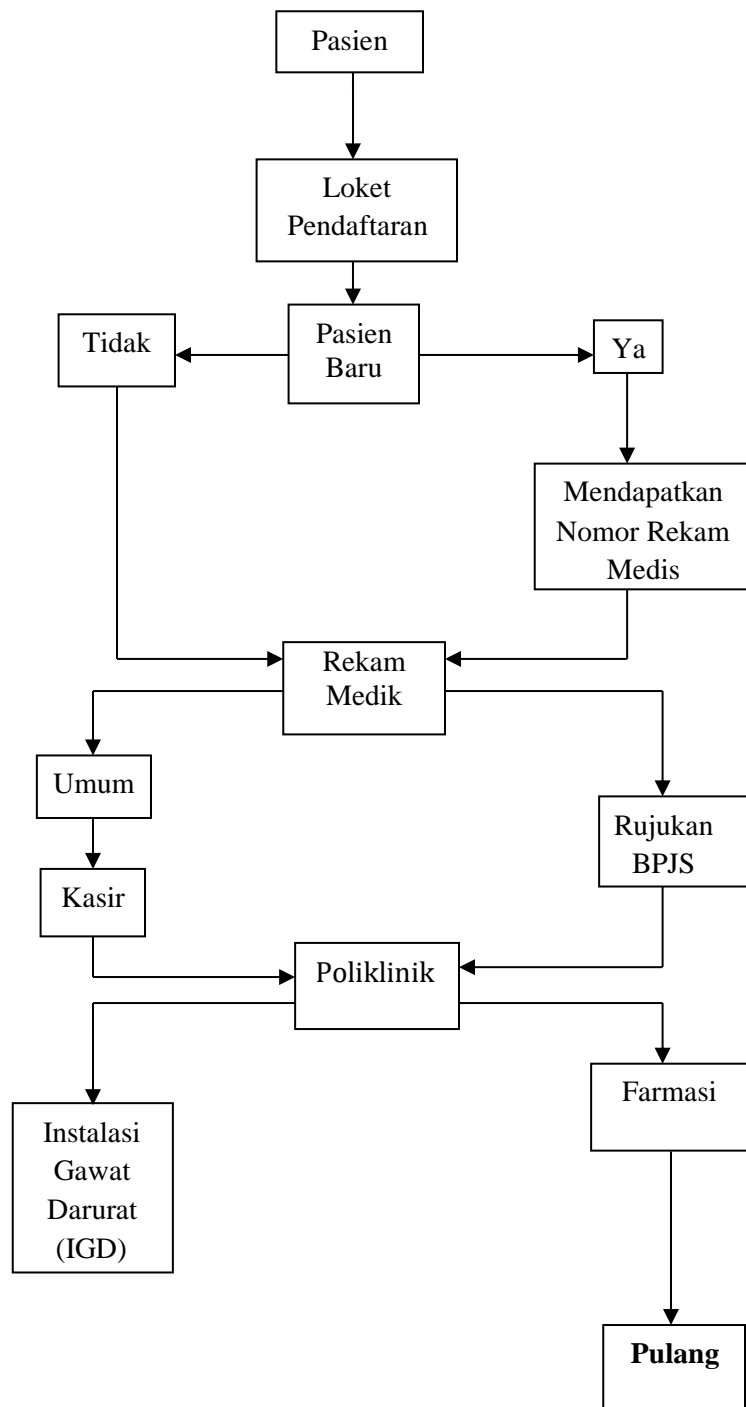 Pasien
Loket
Pendaftaran
Tidak
Pasien
Baru
Ya
Mendapatkan
Nomor Rekam
Medis
Rekam
Medik
Umum
Rujukan
BPJS
Kasir
Poliklinik
Farmasi
Instalasi
Gawat
Darurat
(IGD)
Pulang